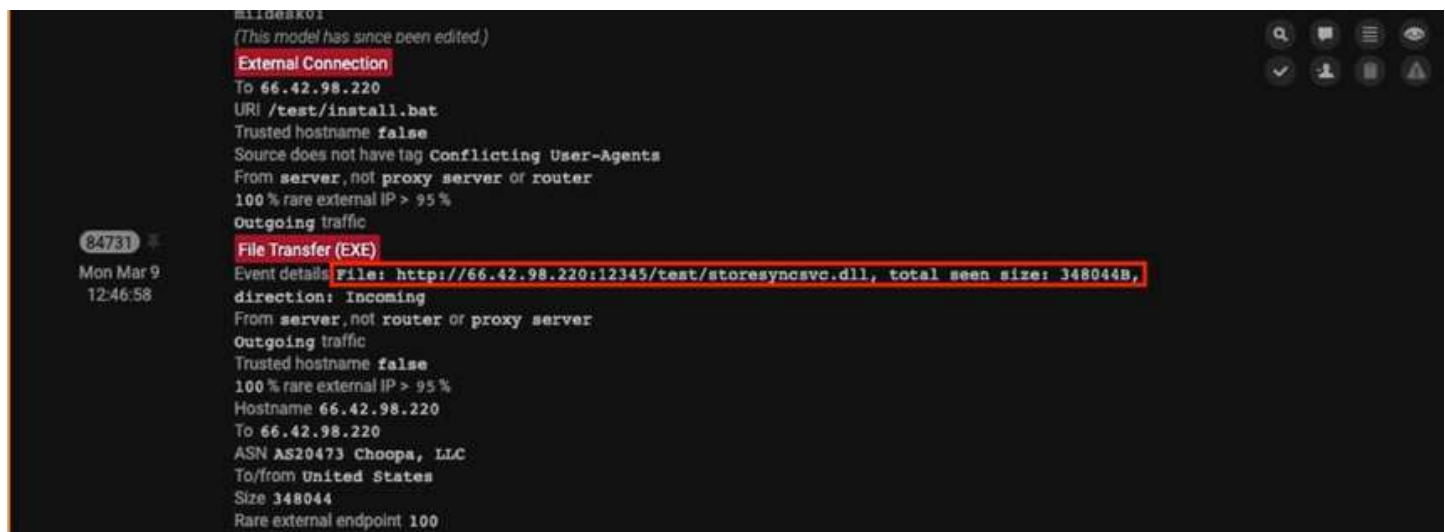 mildesk01
(This model has since been edited.)
External Connection
To 66.42.98.220
URI /test/install.bat
Trusted hostname false
Source does not have tag Conflicting User-Agents
From server, not proxy server or router
100 % rare external IP > 95 %
Outgoing traffic
84731
Mon Mar 9
12:46:58
File Transfer (EXE)
Event details File: http://66.42.98.220:12345/test/storesyncsvc.dll, total seen size: 348044B,
direction: Incoming
From server, not router or proxy server
Outgoing traffic
Trusted hostname false
100 % rare external IP > 95 %
Hostname 66.42.98.220
To 66.42.98.220
ASN AS20473 Choopa, LLC
To/from United States
Size 348044
Rare external endpoint 100